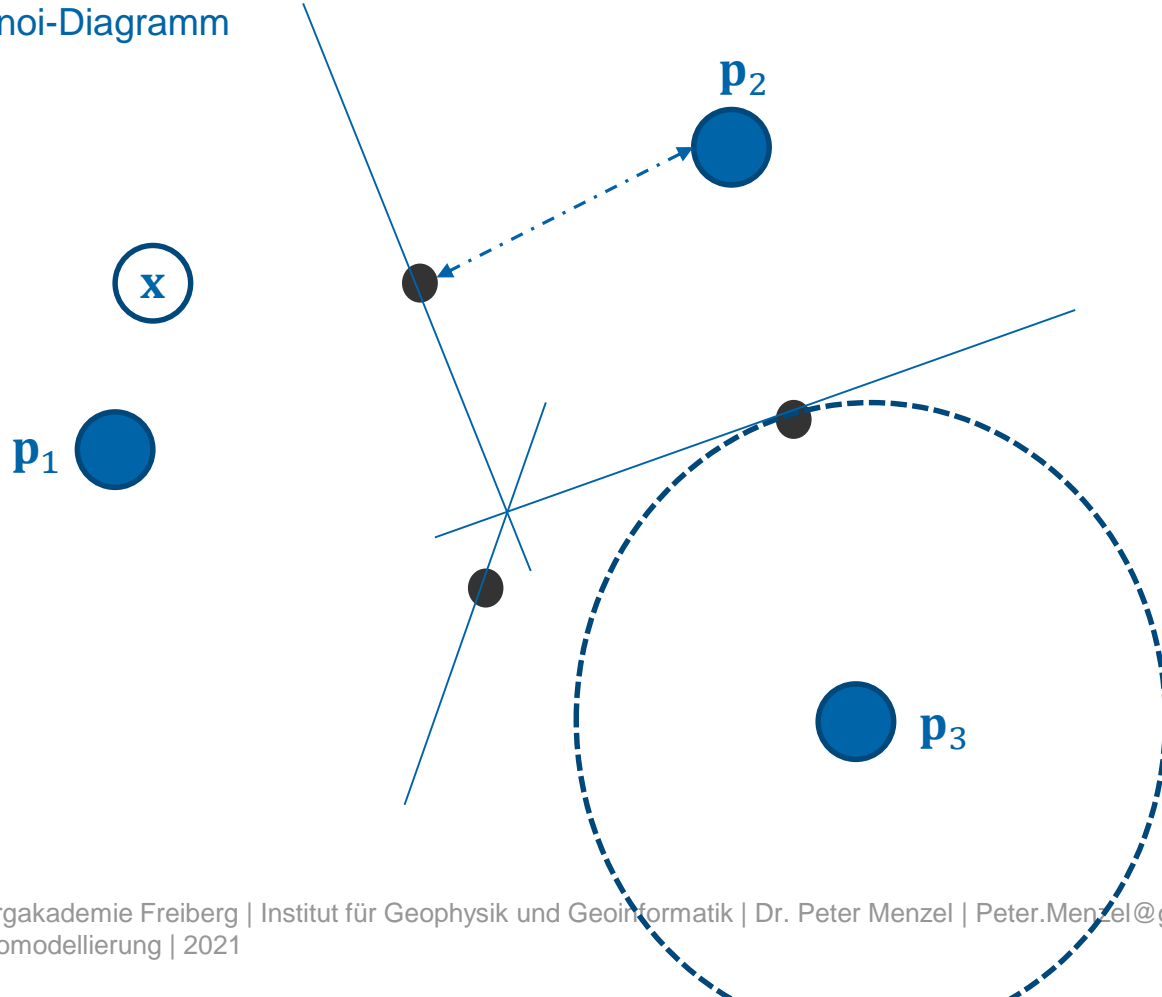 noi-Diagramm
p₂
x
p₁
p₃
rgakademie Freiberg | Institut für Geophysik und Geoinformatik | Dr. Peter Menzel | Peter.Menzel@g
omodellierung | 2021